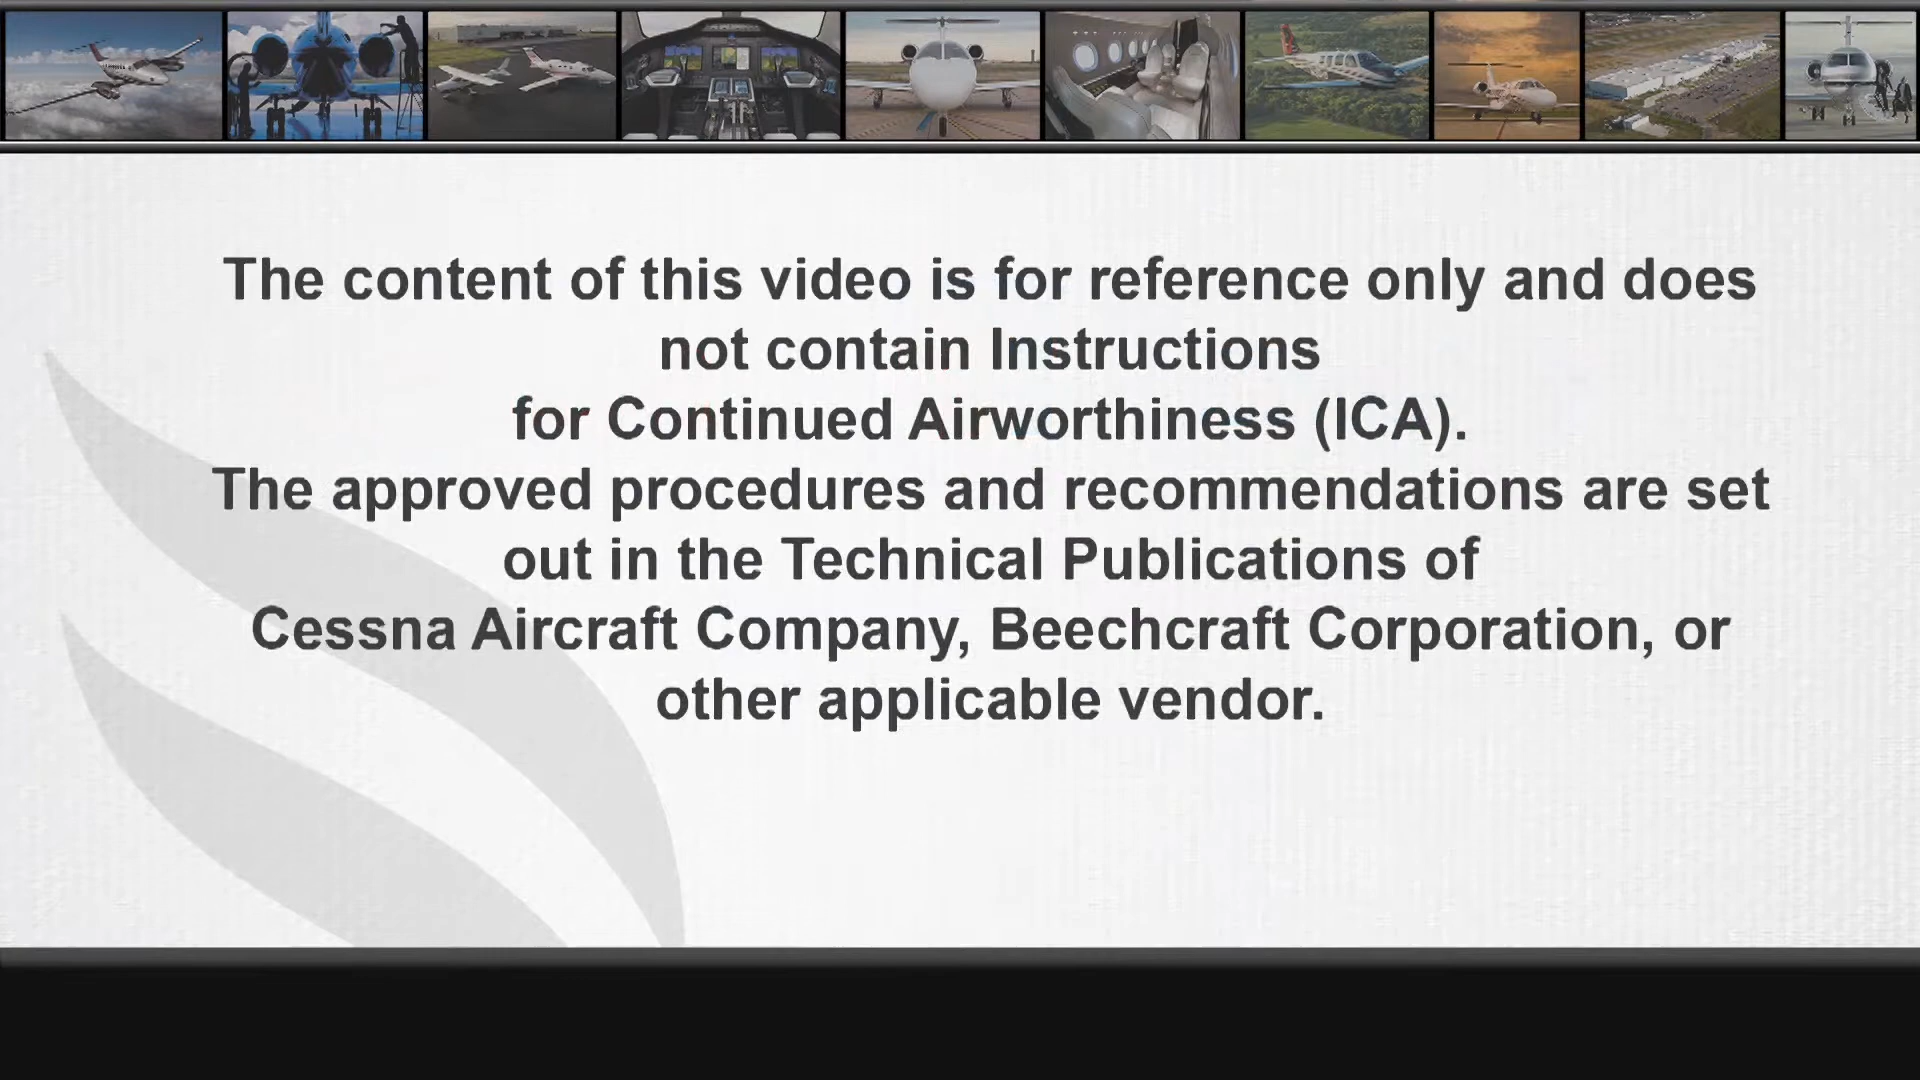 The content of this video is for reference only and does
not contain Instructions
for Continued Airworthiness (ICA).
The approved procedures and recommendations are set
out in the Technical Publications of
Cessna Aircraft Company, Beechcraft Corporation, or
other applicable vendor.